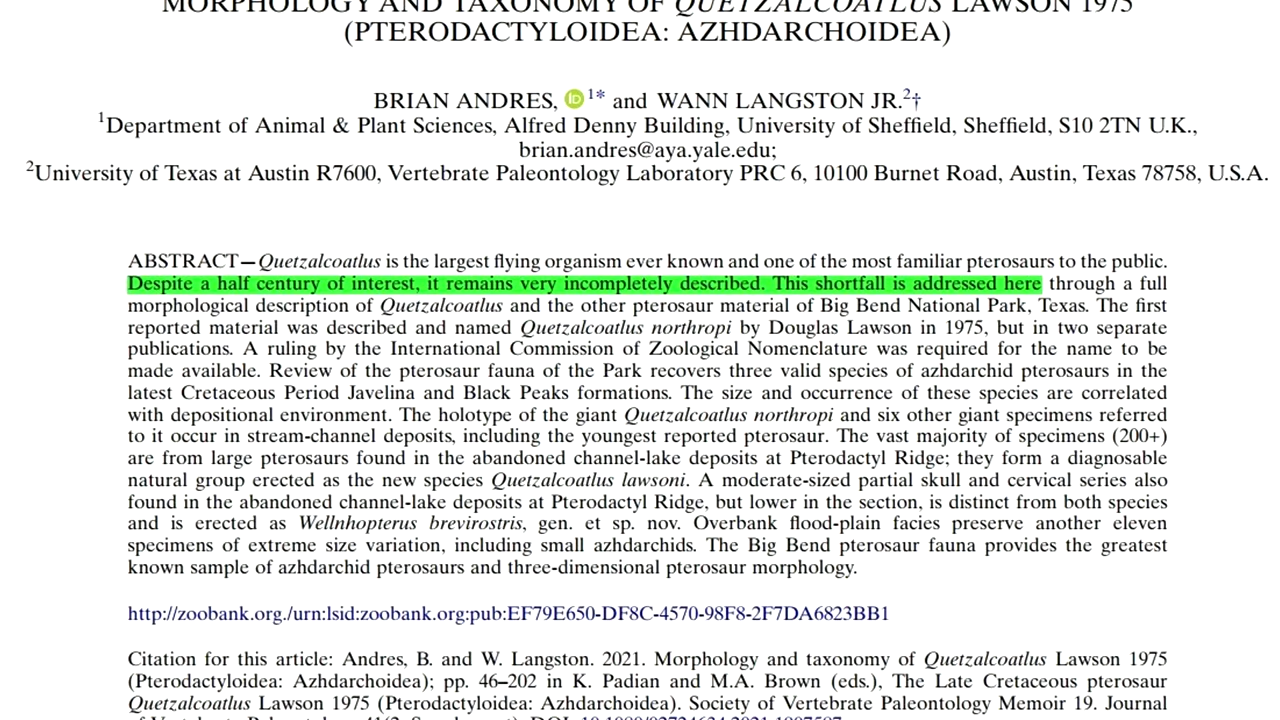 MORPHOLOGY AND TAXONOMY OF QUETZALCOATLUS LAWSON 1975
(PTERODACTYLOIDEA: AZHDARCHOIDEA)
BRIAN ANDRES, iD 1* and WANN LANGSTON JR.2†
1Department of Animal & Plant Sciences, Alfred Denny Building, University of Sheffield, Sheffield, S10 2TN U.K.,
brian.andres@aya.yale.edu;
2University of Texas at Austin R7600, Vertebrate Paleontology Laboratory PRC 6, 10100 Burnet Road, Austin, Texas 78758, U.S.A.
ABSTRACT—Quetzalcoatlus is the largest flying organism ever known and one of the most familiar pterosaurs to the public.
Despite a half century of interest, it remains very incompletely described. This shortfall is addressed here through a full
morphological description of Quetzalcoatlus and the other pterosaur material of Big Bend National Park, Texas. The first
reported material was described and named Quetzalcoatlus northropi by Douglas Lawson in 1975, but in two separate
publications. A ruling by the International Commission of Zoological Nomenclature was required for the name to be
made available. Review of the pterosaur fauna of the Park recovers three valid species of azhdarchid pterosaurs in the
latest Cretaceous Period Javelina and Black Peaks formations. The size and occurrence of these species are correlated
with depositional environment. The holotype of the giant Quetzalcoatlus northropi and six other giant specimens referred
to it occur in stream-channel deposits, including the youngest reported pterosaur. The vast majority of specimens (200+)
are from large pterosaurs found in the abandoned channel-lake deposits at Pterodactyl Ridge; they form a diagnosable
natural group erected as the new species Quetzalcoatlus lawsoni. A moderate-sized partial skull and cervical series also
found in the abandoned channel-lake deposits at Pterodactyl Ridge, but lower in the section, is distinct from both species
and is erected as Wellnhopterus brevirostris, gen. et sp. nov. Overbank flood-plain facies preserve another eleven
specimens of extreme size variation, including small azhdarchids. The Big Bend pterosaur fauna provides the greatest
known sample of azhdarchid pterosaurs and three-dimensional pterosaur morphology.
http://zoobank.org./urn:lsid:zoobank.org:pub:EF79E650-DF8C-4570-98F8-2F7DA6823BB1
Citation for this article: Andres, B. and W. Langston. 2021. Morphology and taxonomy of Quetzalcoatlus Lawson 1975
(Pterodactyloidea: Azhdarchoidea); pp. 46–202 in K. Padian and M.A. Brown (eds.), The Late Cretaceous pterosaur
Quetzalcoatlus Lawson 1975 (Pterodactyloidea: Azhdarchoidea). Society of Vertebrate Paleontology Memoir 19. Journal